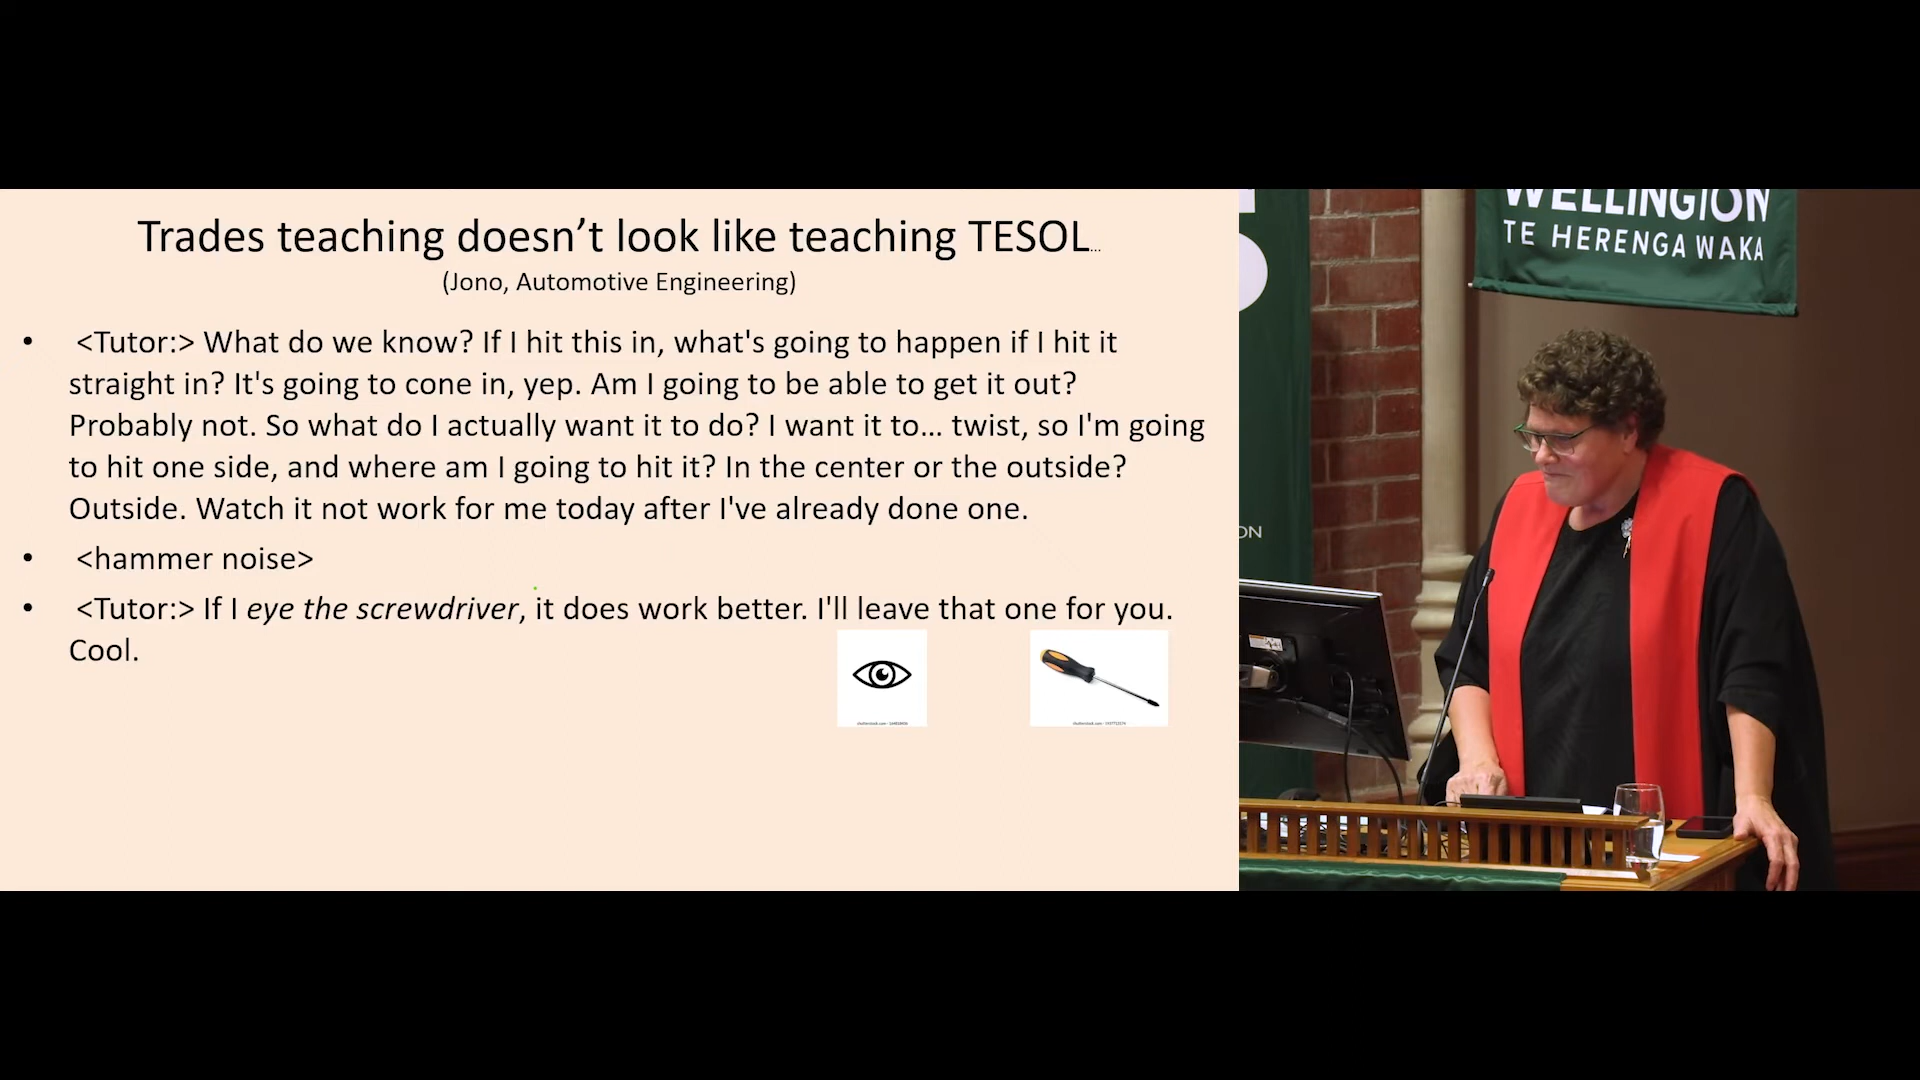 Trades teaching doesn’t look like teaching TESOL...
(Jono, Automotive Engineering)
• <Tutor:> What do we know? If I hit this in, what's going to happen if I hit it
straight in? It's going to cone in, yep. Am I going to be able to get it out?
Probably not. So what do I actually want it to do? I want it to… twist, so I'm going
to hit one side, and where am I going to hit it? In the center or the outside?
Outside. Watch it not work for me today after I've already done one.
• <hammer noise>
• <Tutor:> If I eye the screwdriver, it does work better. I'll leave that one for you.
Cool.
WELLINGTON
TE HERENGA WAKA
ON